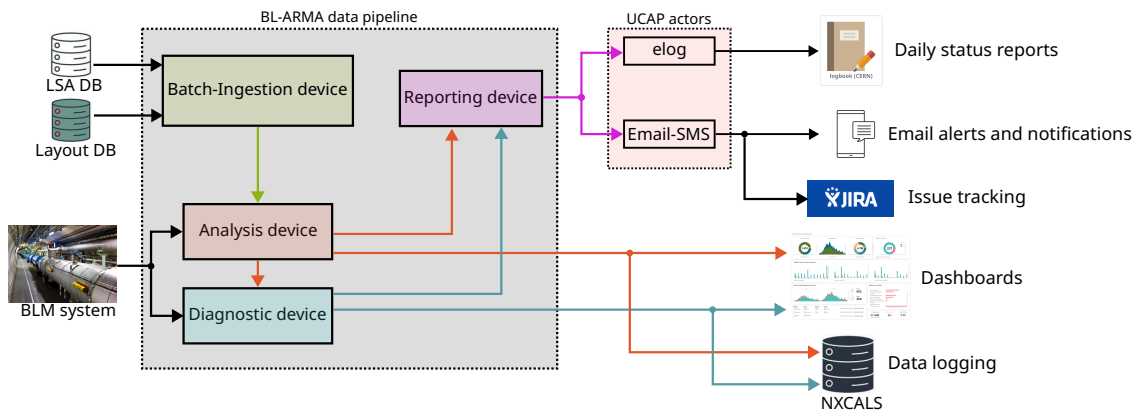 BL-ARMA data pipeline
UCAP actors
LSA DB
Layout DB
Batch-Ingestion device
Reporting device
elog
Email-SMS
logbook (CERN)
Daily status reports
Email alerts and notifications
JIRA
Issue tracking
Analysis device
BLM system
Diagnostic device
Dashboards
Data logging
NXCALS